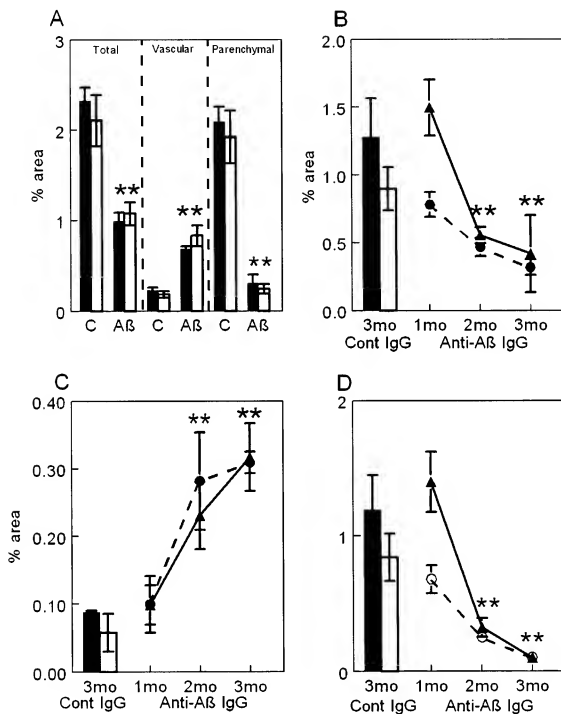 A
Total Vascular Parenchymal
3
2
1
0
% area
** ** **
C Aß C Aß C Aß
B
2.0
1.5
1.0
0.5
0.0
% area
** **
3mo 1mo 2mo 3mo
Cont IgG Anti-Aß IgG
C
0.40
0.30
0.20
0.10
0.00
% area
** **
3mo 1mo 2mo 3mo
Cont IgG Anti-Aß IgG
D
2
1
0
** **
3mo 1mo 2mo 3mo
Cont IgG Anti-Aß IgG